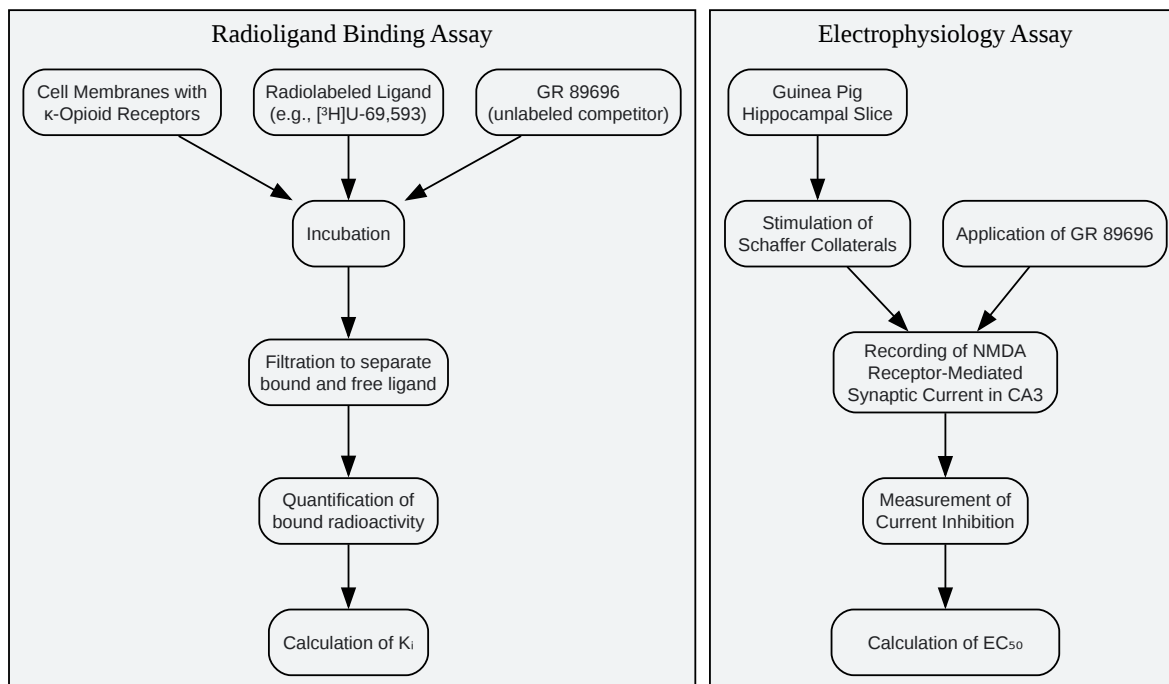 Radioligand Binding Assay
Cell Membranes with
κ-Opioid Receptors
Radiolabeled Ligand
(e.g., [³H]U-69,593)
GR 89696
(unlabeled competitor)
Incubation
Filtration to separate
bound and free ligand
Quantification of
bound radioactivity
Calculation of Kᵢ
Electrophysiology Assay
Guinea Pig
Hippocampal Slice
Stimulation of
Schaffer Collaterals
Application of GR 89696
Recording of NMDA
Receptor-Mediated
Synaptic Current in CA3
Measurement of
Current Inhibition
Calculation of EC₅₀